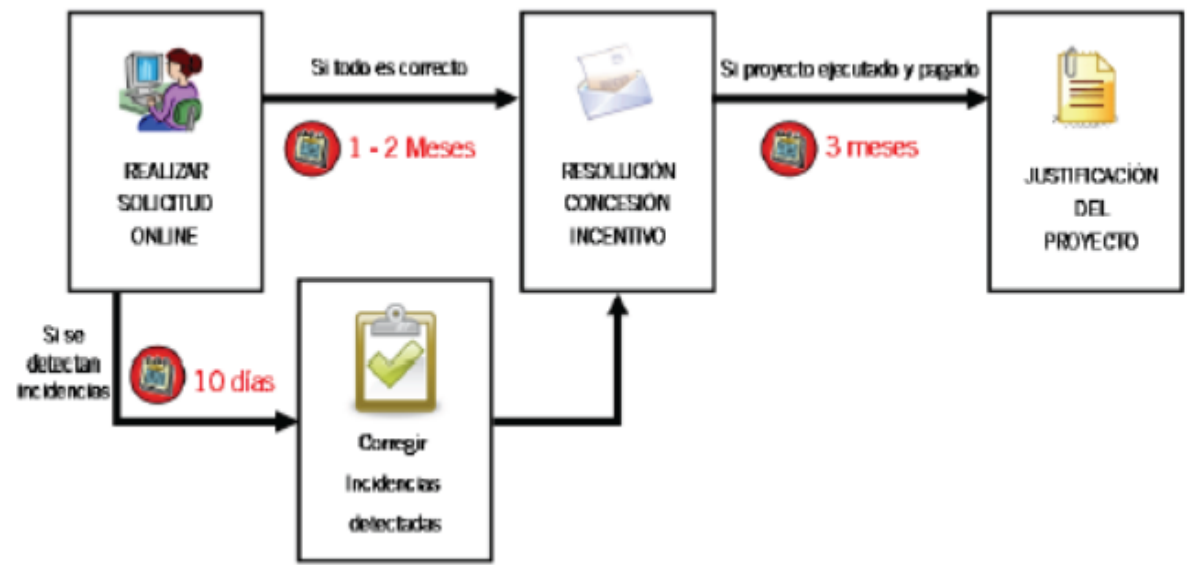 REALIZAR
SOLICITUD
ONLINE
Si todo es correcto
1 - 2 Meses
RESOLUCIÓN
CONCESIÓN
INCENTIVO
Si proyecto ejecutado y pagado
3 meses
JUSTIFICACIÓN
DEL
PROYECTO
Si se
detectan
incidencias
10 días
Corregir
Incidencias
detectadas